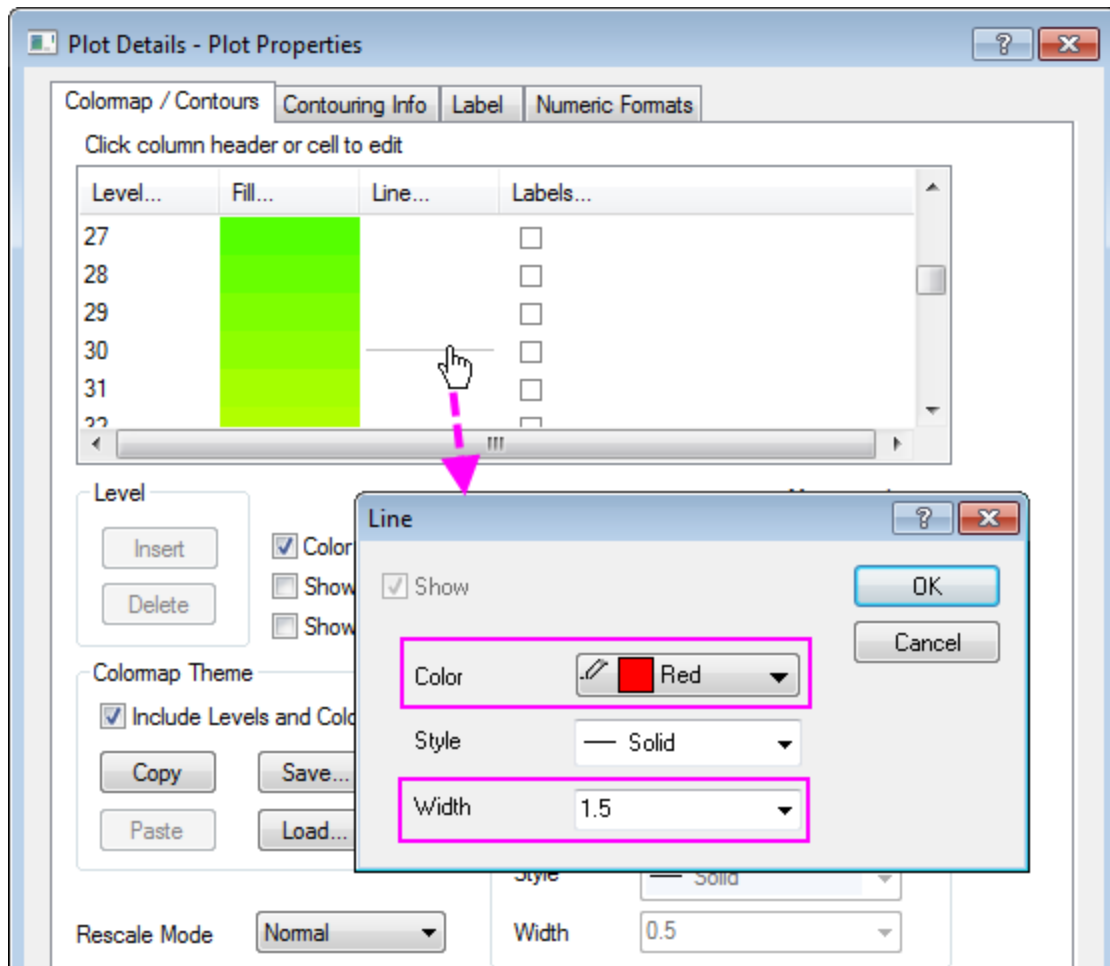 Plot Details - Plot Properties
Colormap / Contours Contouring Info Label Numeric Formats
Click column header or cell to edit
Level... Fill... Line... Labels...
27
28
29
30
31
32
Level
Insert
Delete
Color
Show
Show
Line
Show
OK
Cancel
Color Red
Style Solid
Width 1.5
Colormap Theme
Include Levels and Colo
Copy Save...
Paste Load...
Style Solid
Rescale Mode Normal
Width 0.5